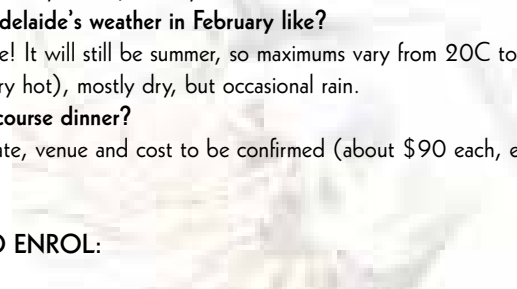 delaide's weather in February like?
e! It will still be summer, so maximums vary from 20C to
ry hot), mostly dry, but occasional rain.
course dinner?
ate, venue and cost to be confirmed (about $90 each, e
O ENROL: